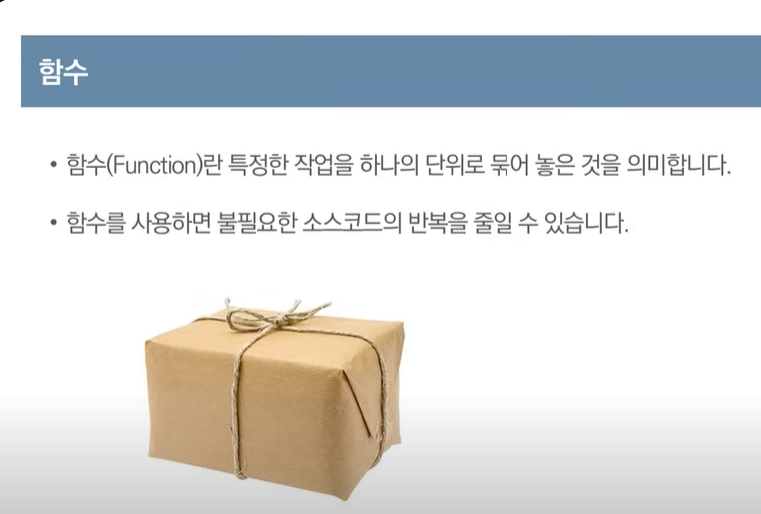 함수
• 함수(Function)란 특정한 작업을 하나의 단위로 묶어 놓은 것을 의미합니다.
• 함수를 사용하면 불필요한 소스코드의 반복을 줄일 수 있습니다.